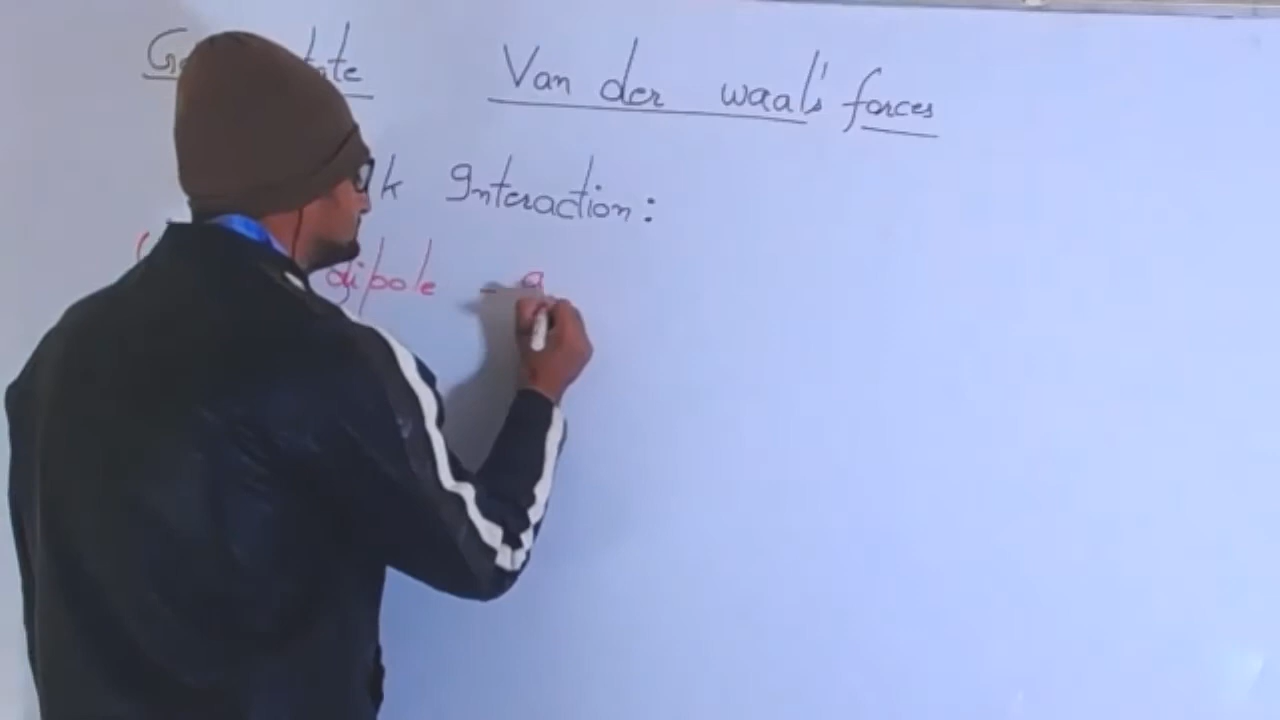 Van der waal's forces
Interaction:
dipole -